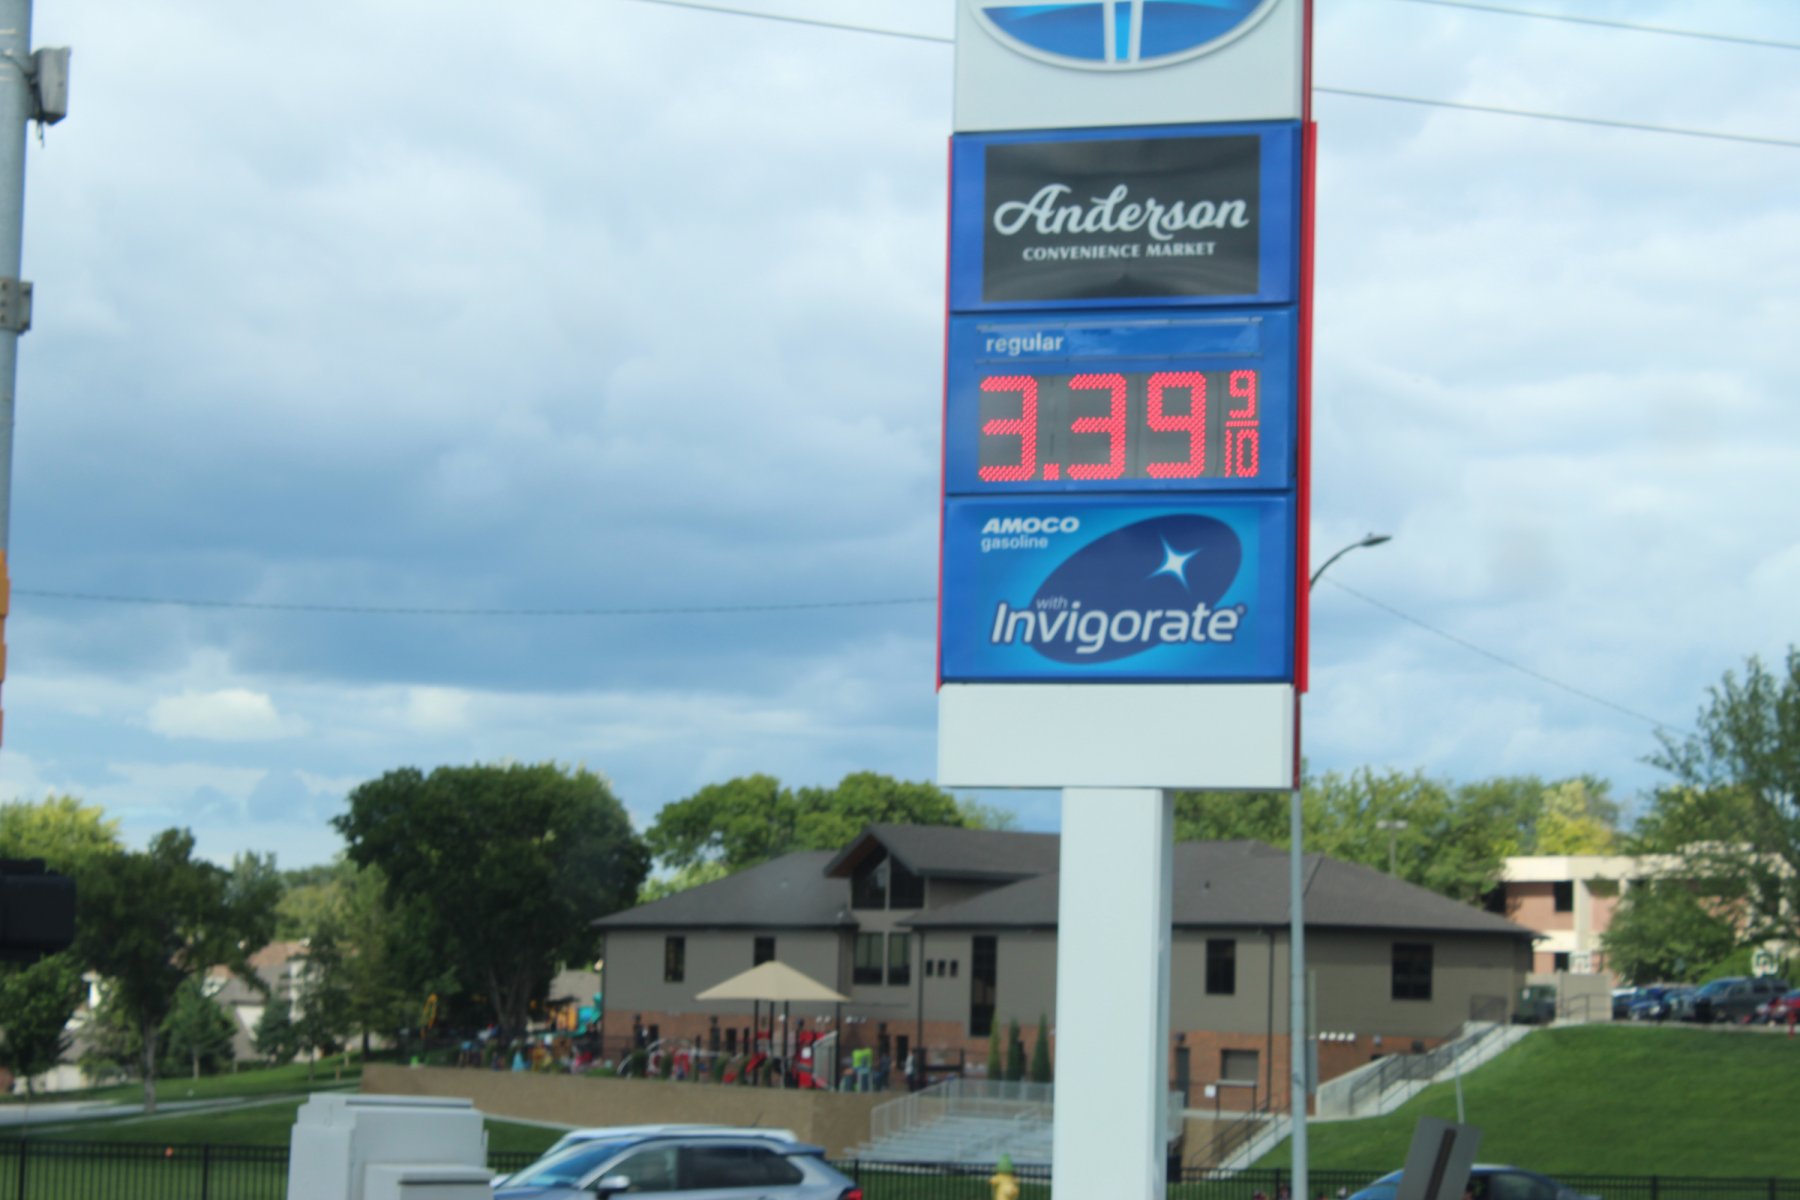 Anderson
CONVENIENCE MARKET
regular
3.39 9/10
AMOCO
gasoline
with
Invigorate®